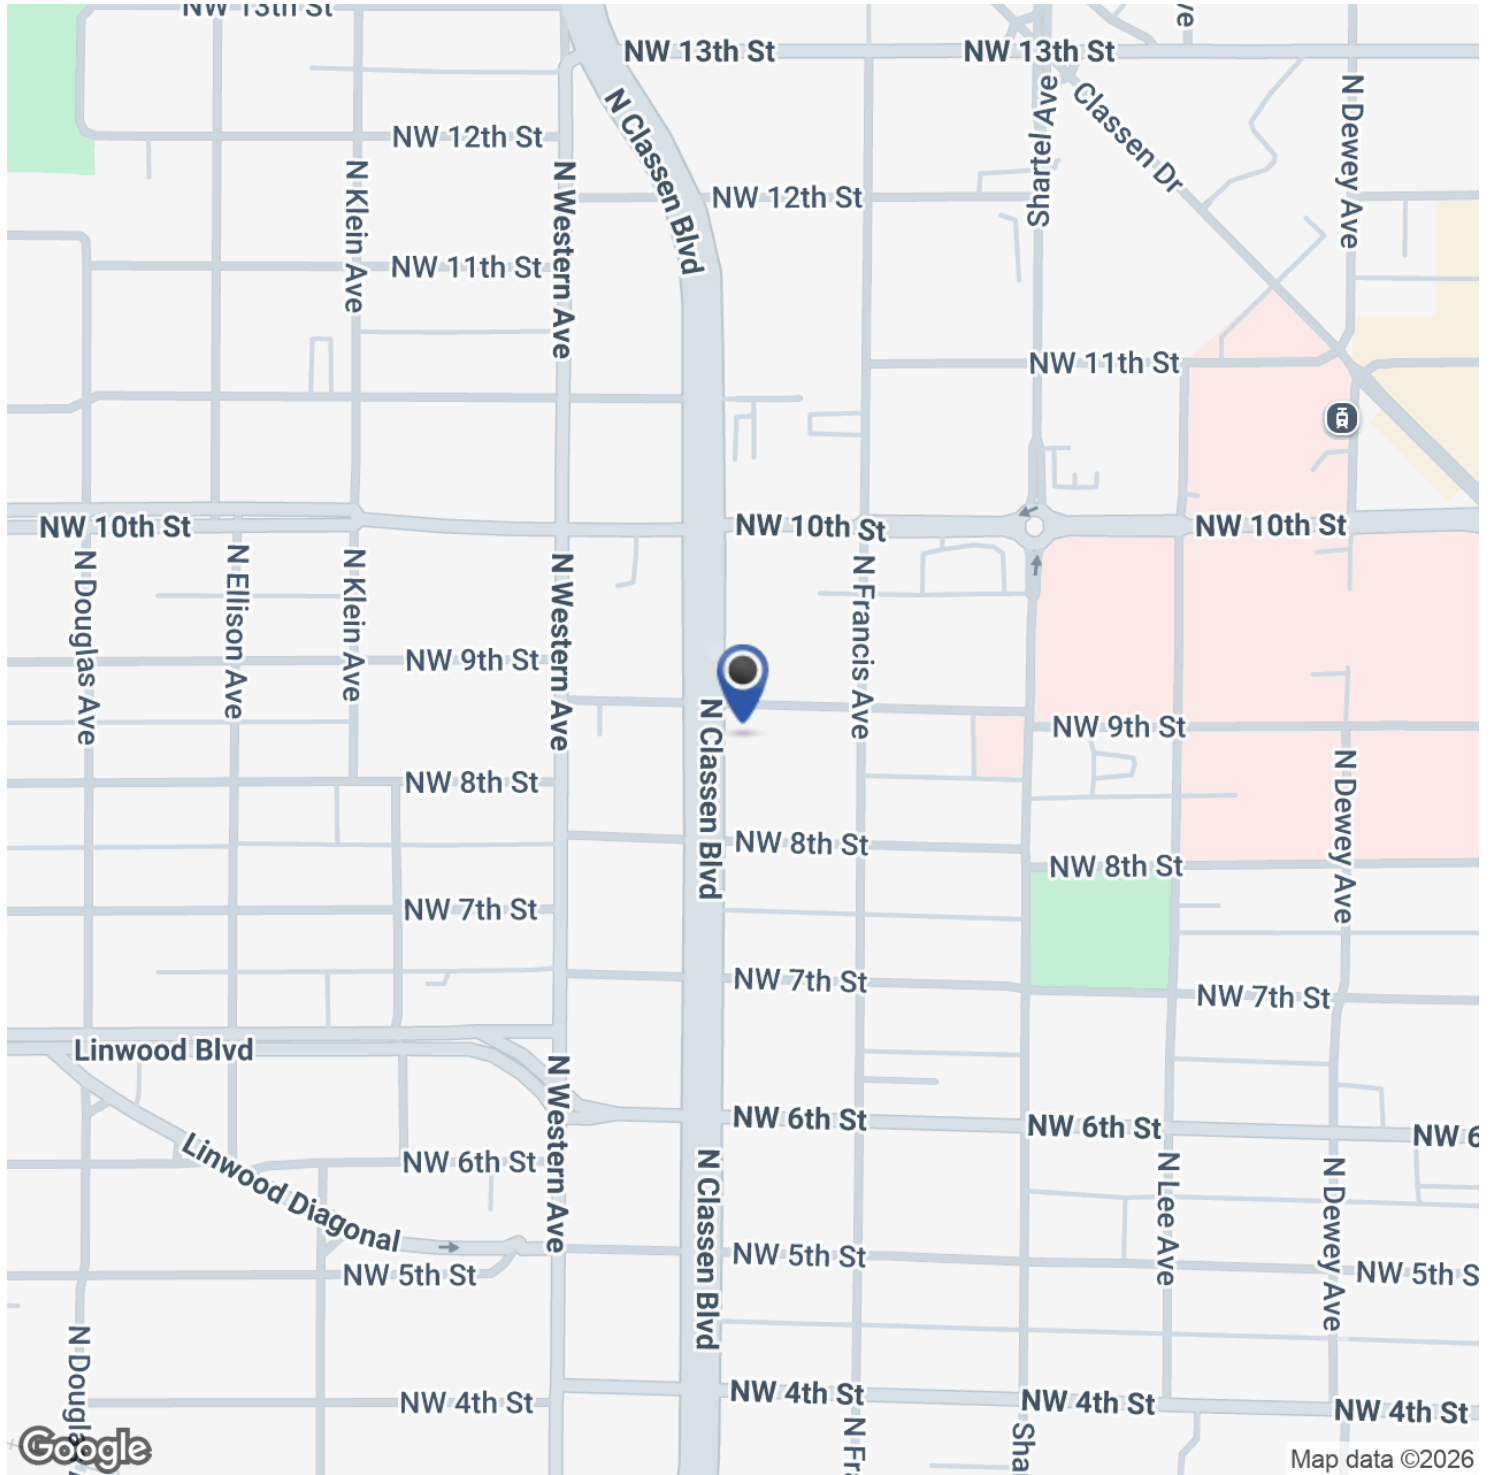 NW 13th St
NW 13th St
NW 13th St
N Classen Blvd
Classen Dr
Shartel Ave
N Dewey Ave
NW 12th St
N Klein Ave
N Western Ave
NW 12th St
NW 11th St
NW 11th St
NW 10th St
NW 10th St
NW 10th St
N Douglas Ave
N Ellison Ave
N Klein Ave
N Western Ave
N Francis Ave
NW 9th St
N Classen Blvd
NW 9th St
N Dewey Ave
NW 8th St
NW 8th St
NW 8th St
NW 7th St
NW 7th St
NW 7th St
Linwood Blvd
N Western Ave
NW 6th St
NW 6th St
NW 6
Linwood Diagonal
NW 6th St
N Classen Blvd
N Lee Ave
N Dewey Ave
NW 5th St
NW 5th St
NW 5th S
N Douglas
NW 4th St
NW 4th St
NW 4th St
NW 4th St
N Fra
Sha
Google
Map data ©2026